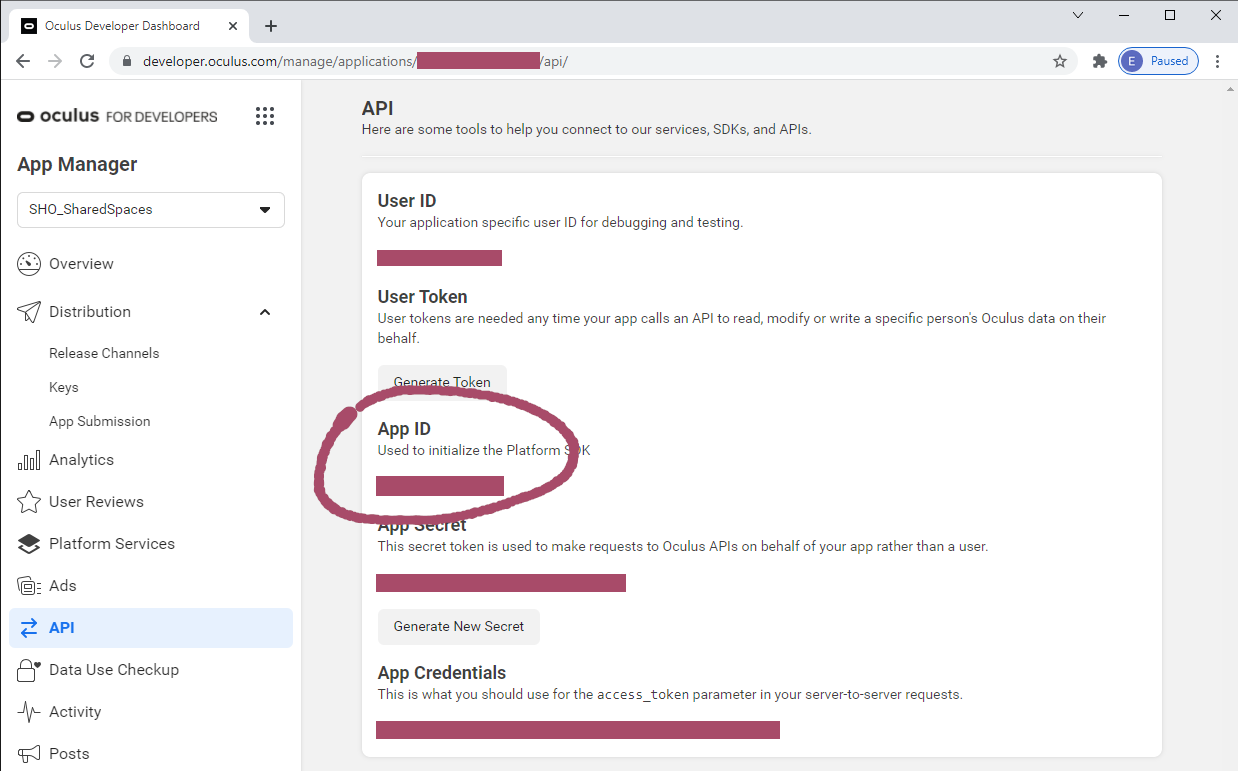 Oculus Developer Dashboard
developer.oculus.com/manage/applications/
/api/
E Paused
oculus FOR DEVELOPERS
App Manager
SHO_SharedSpaces
Overview
Distribution
Release Channels
Keys
App Submission
Analytics
User Reviews
Platform Services
Ads
API
Data Use Checkup
Activity
Posts
API
Here are some tools to help you connect to our services, SDKs, and APIs.
User ID
Your application specific user ID for debugging and testing.
User Token
User tokens are needed any time your app calls an API to read, modify or write a specific person's Oculus data on their
behalf.
Generate Token
App ID
Used to initialize the Platform SDK
App Secret
This secret token is used to make requests to Oculus APIs on behalf of your app rather than a user.
Generate New Secret
App Credentials
This is what you should use for the access_token parameter in your server-to-server requests.